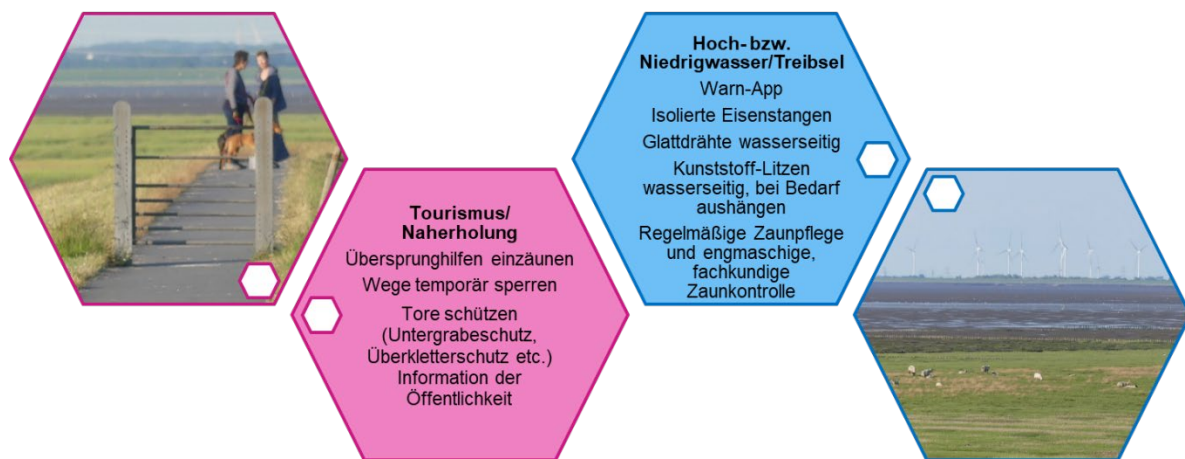 Tourismus/
Naherholung
Übersprunghilfen einzäunen
Wege temporär sperren
Tore schützen
(Untergrabeschutz,
Überkletterschutz etc.)
Information der
Öffentlichkeit
Hoch- bzw.
Niedrigwasser/Treibsel
Warn-App
Isolierte Eisenstangen
Glattdrähte wasserseitig
Kunststoff-Litzen
wasserseitig, bei Bedarf
aushängen
Regelmäßige Zaunpflege
und engmaschige,
fachkundige
Zaunkontrolle